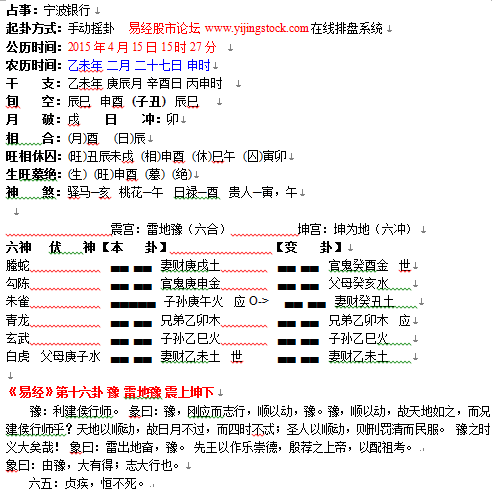 占事：宁波银行↓
起卦方式：手动摇卦 易经股市论坛 www.yijingstock.com 在线排盘系统↓
公历时间：2015 年 4 月 15 日 15 时 27 分 ↓
农历时间：乙未年 二月 二十七日 申时↓
干 支：乙未年 庚辰月 辛酉日 丙申时↓
旬 空：辰巳 申酉 (子丑) 辰巳 ↓
月 破：戌 日 冲：卯↓
相 合：(月)酉 (日)辰↓
旺相休囚：(旺)丑辰未戌 (相)申酉 (休)巳午 (囚)寅卯↓
生旺墓绝：(生) (旺)申酉 (墓) (绝)↓
神 煞：驿马—亥 桃花—午 日禄—酉 贵人—寅，午↓
↓
震宫：雷地豫（六合） 坤宫：坤为地（六冲） ↓
六神 伏 神【本 卦】 【变 卦】 ↓
螣蛇 ▅▅ ▅▅ 妻财庚戌土 ▅▅ ▅▅ 官鬼癸酉金 世↓
勾陈 ▅▅ ▅▅ 官鬼庚申金 ▅▅ ▅▅ 父母癸亥水 ↓
朱雀 ▅▅▅▅▅ 子孙庚午火 应 O-> ▅▅ ▅▅ 妻财癸丑土 ↓
青龙 ▅▅ ▅▅ 兄弟乙卯木 ▅▅ ▅▅ 兄弟乙卯木 应↓
玄武 ▅▅ ▅▅ 子孙乙巳火 ▅▅ ▅▅ 子孙乙巳火 ↓
白虎 父母庚子水 ▅▅ ▅▅ 妻财乙未土 世 ▅▅ ▅▅ 妻财乙未土 ↓
《易经》第十六卦 豫 雷地豫 震上坤下↓
豫：利建侯行师。 彖曰：豫，刚应而志行，顺以动，豫。豫，顺以动，故天地如之，而况
建侯行师乎？天地以顺动，故日月不过，而四时不忒；圣人以顺动，则刑罚清而民服。 豫之时
义大矣哉！ 象曰：雷出地奋，豫。 先王以作乐崇德，殷荐之上帝，以配祖考。↓
象曰：由豫，大有得；志大行也。↓
六五：贞疾，恒不死。↓